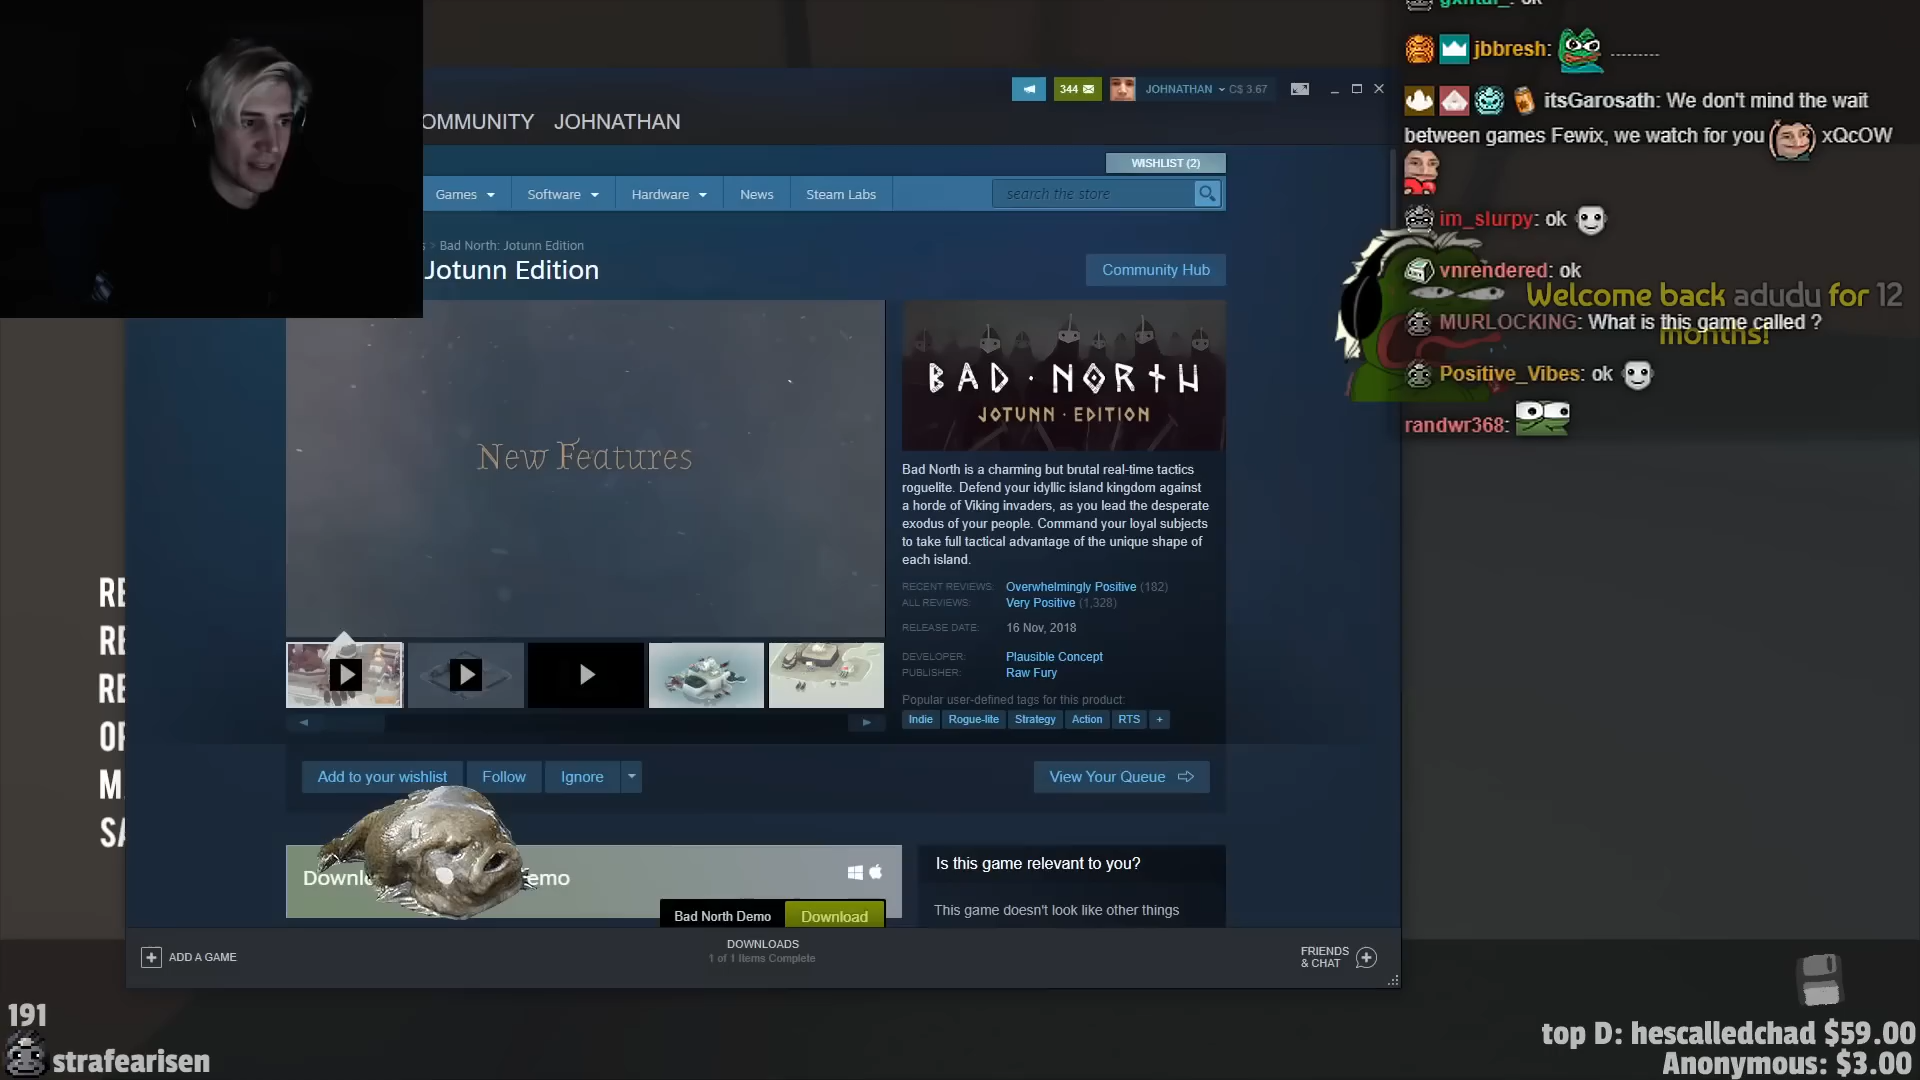 gxntal_: ok
jbbresh: ..........
itsGarosath: We don't mind the wait
between games Fewix, we watch for you xQcOW
im_slurpy: ok
vnrendered: ok
Welcome back adudu for 12
months!
MURLOCKING: What is this game called ?
Positive_Vibes: ok
randwr368:
344
JOHNATHAN
C$ 3.67
OMMUNITY
JOHNATHAN
WISHLIST (2)
Games
Software
Hardware
News
Steam Labs
search the store
s > Bad North: Jotunn Edition
Jotunn Edition
Community Hub
New Features
BAD · NORTH
JOTUNN · EDITION
Bad North is a charming but brutal real-time tactics
roguelite. Defend your idyllic island kingdom against
a horde of Viking invaders, as you lead the desperate
exodus of your people. Command your loyal subjects
to take full tactical advantage of the unique shape of
each island.
RECENT REVIEWS: Overwhelmingly Positive (182)
ALL REVIEWS: Very Positive (1,328)
RELEASE DATE: 16 Nov, 2018
DEVELOPER: Plausible Concept
PUBLISHER: Raw Fury
Popular user-defined tags for this product:
Indie
Rogue-lite
Strategy
Action
RTS
+
RE
RE
RE
OF
M
SA
Add to your wishlist
Follow
Ignore
View Your Queue
Downl emo
Bad North Demo
Download
Is this game relevant to you?
This game doesn't look like other things
ADD A GAME
DOWNLOADS
1 of 1 Items Complete
FRIENDS
& CHAT
191
strafearisen
top D: hescalledchad $59.00
Anonymous: $3.00